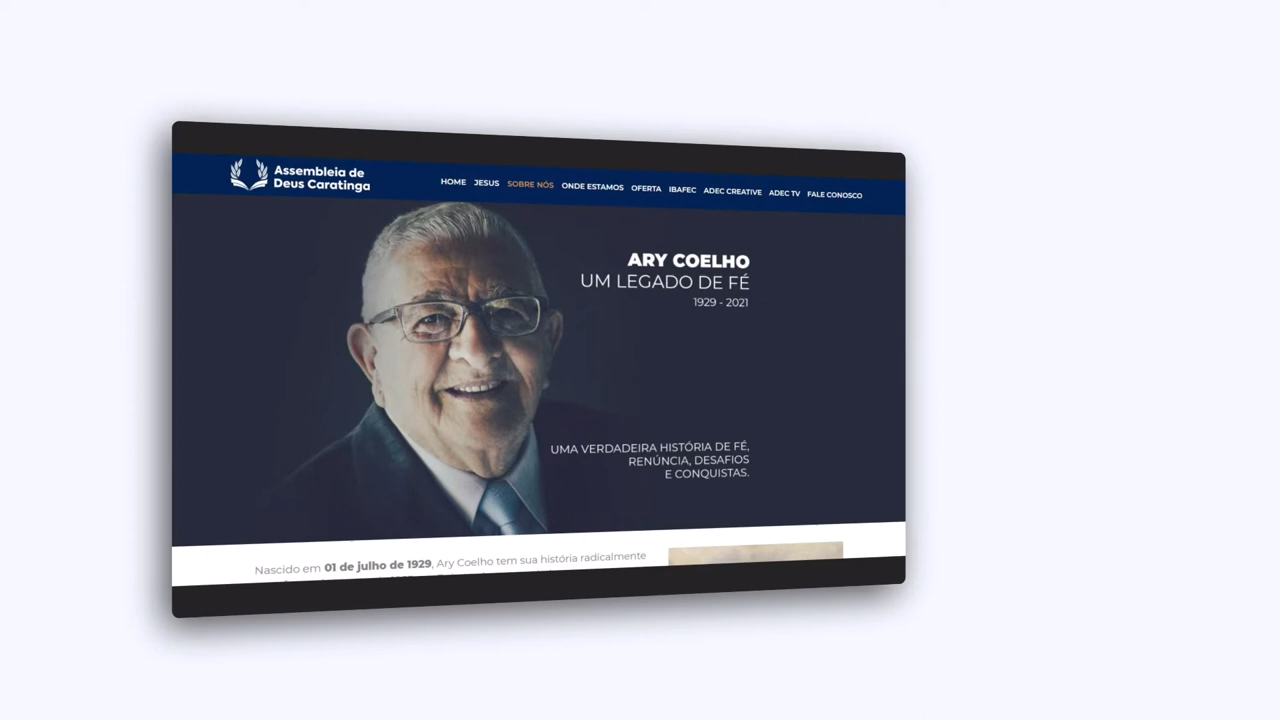 Assembleia de
Deus Caratinga
HOME JESUS SOBRE NÓS ONDE ESTAMOS OFERTA IBAFEC ADEC CREATIVE ADEC TV FALE CONOSCO
ARY COELHO
UM LEGADO DE FÉ
1929 - 2021
UMA VERDADEIRA HISTÓRIA DE FÉ,
RENÚNCIA, DESAFIOS
E CONQUISTAS.
Nascido em 01 de julho de 1929, Ary Coelho tem sua história radicalmente